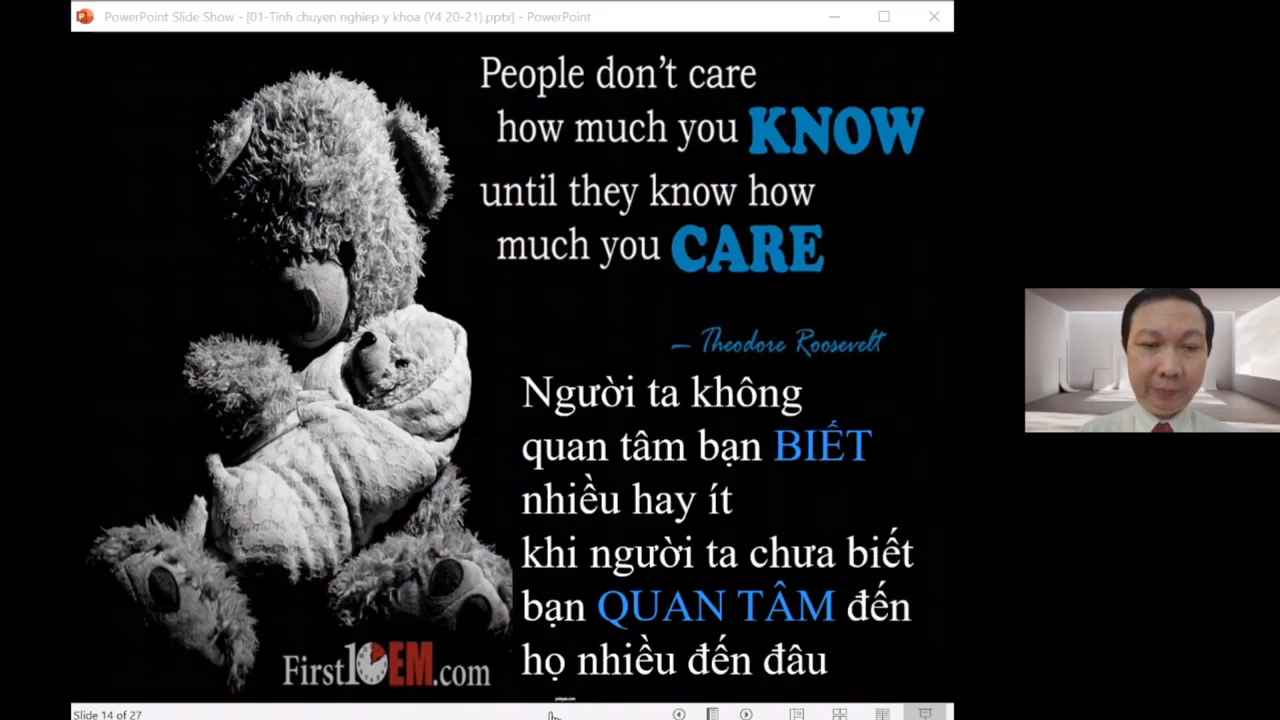 PowerPoint Slide Show - [01-Tinh chuyen nghiep y khoa (Y4 20-21).pptx] - PowerPoint
People don't care
how much you KNOW
until they know how
much you CARE
— Theodore Roosevelt
Người ta không
quan tâm bạn BIẾT
nhiều hay ít
khi người ta chưa biết
bạn QUAN TÂM đến
họ nhiều đến đâu
First10EM.com
Slide 14 of 27